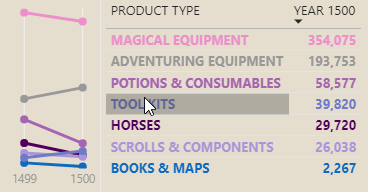 PRODUCT TYPE YEAR 1500
MAGICAL EQUIPMENT 354,075
ADVENTURING EQUIPMENT 193,753
POTIONS & CONSUMABLES 58,577
TOOLKITS 39,820
HORSES 29,720
SCROLLS & COMPONENTS 26,038
BOOKS & MAPS 2,267
1499 1500